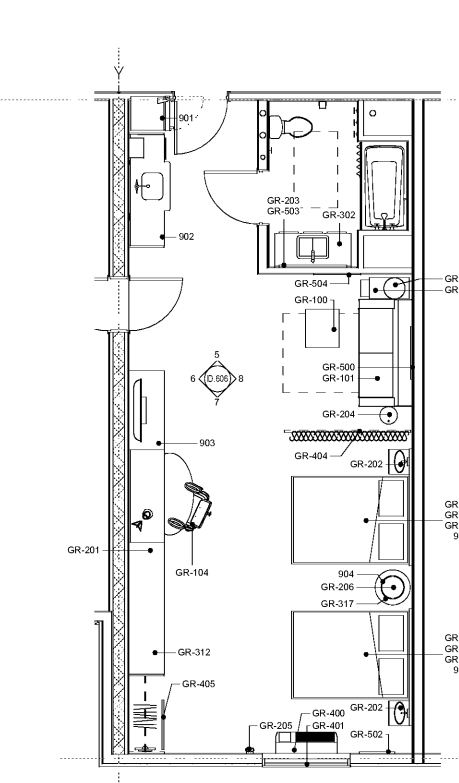 901
902
GR-203
GR-503
GR-302
GR-504
GR
GR
GR-100
5
6
ID.606
8
7
GR-500
GR-101
GR-204
903
GR-404
GR-202
GR
GR
GR
9
GR-201
GR-104
904
GR-206
GR-317
GR-312
GR
GR
GR
9
GR-405
GR-202
GR-400
GR-205
GR-401
GR-502